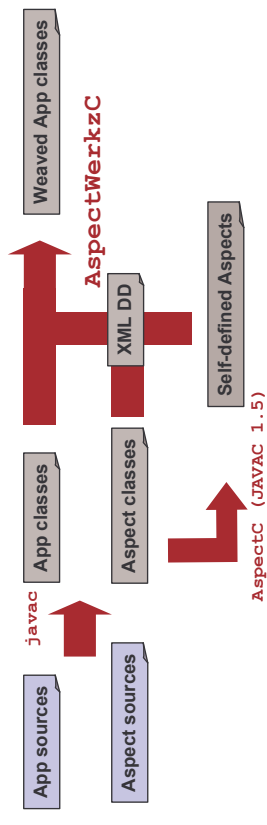 App sources
Aspect sources
javac
App classes
Aspect classes
AspectC (JAVAC 1.5)
XML DD
Self-defined Aspects
AspectWerkzC
Weaved App classes